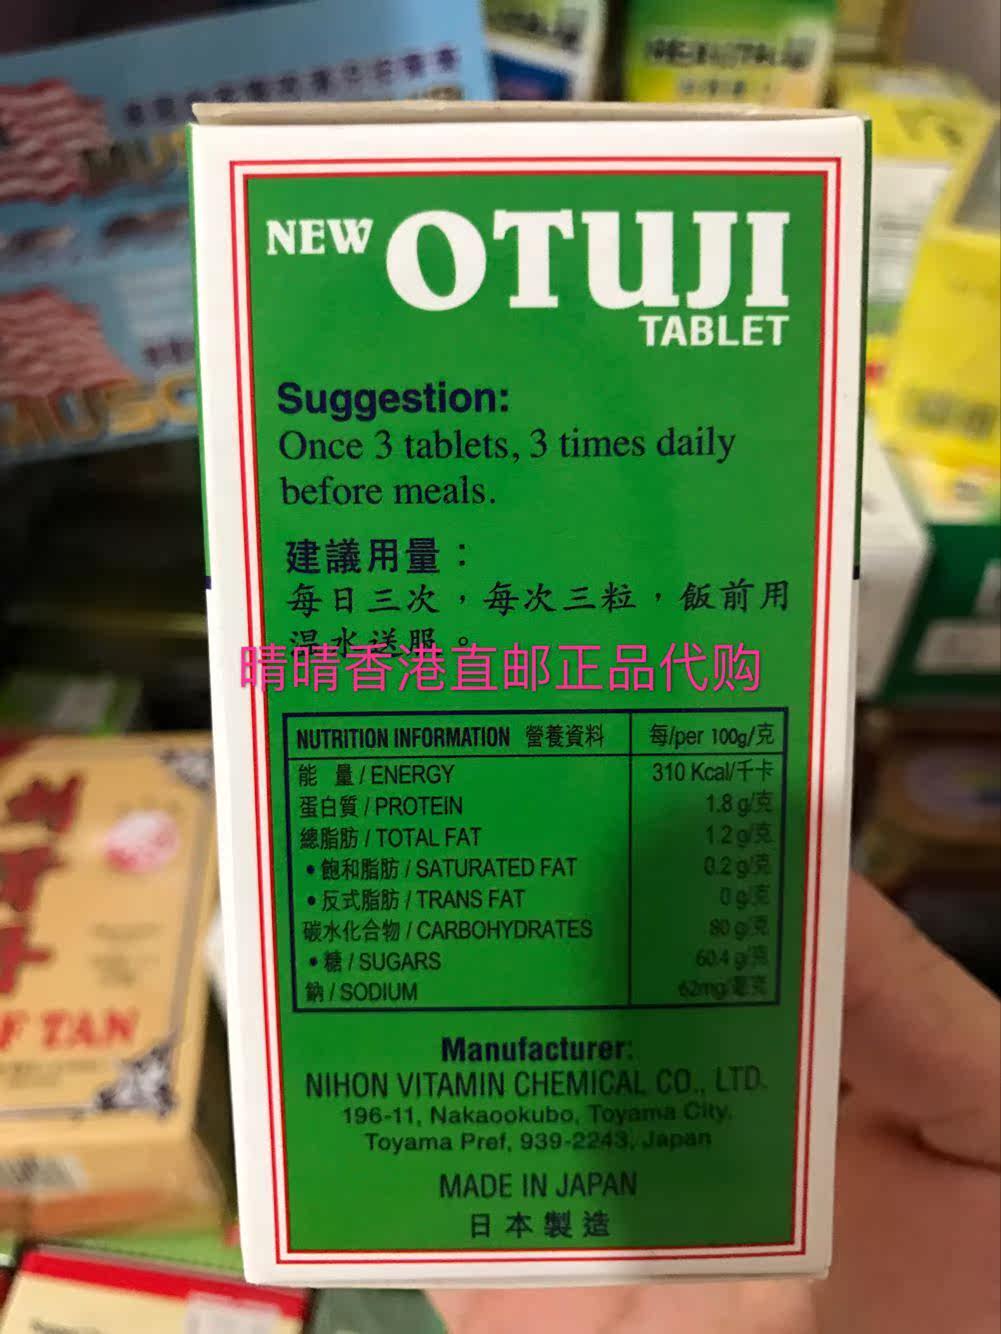 NEW OTUJI
TABLET
Suggestion:
Once 3 tablets, 3 times daily
before meals.
建議用量：
每日三次，每次三粒，飯前用
温水送服。
晴晴香港直邮正品代购
NUTRITION INFORMATION 營養資料 每/per 100g/克
能 量 / ENERGY 310 Kcal/千卡
蛋白質 / PROTEIN 1.8 g/克
總脂肪 / TOTAL FAT 1.2 g/克
• 飽和脂肪 / SATURATED FAT 0.2 g/克
• 反式脂肪 / TRANS FAT 0 g/克
碳水化合物 / CARBOHYDRATES 80 g/克
• 糖 / SUGARS 60.4 g/克
鈉 / SODIUM 62mg/毫克
Manufacturer:
NIHON VITAMIN CHEMICAL CO., LTD.
196-11, Nakaookubo, Toyama City,
Toyama Pref, 939-2243, Japan
MADE IN JAPAN
日本製造
TAN